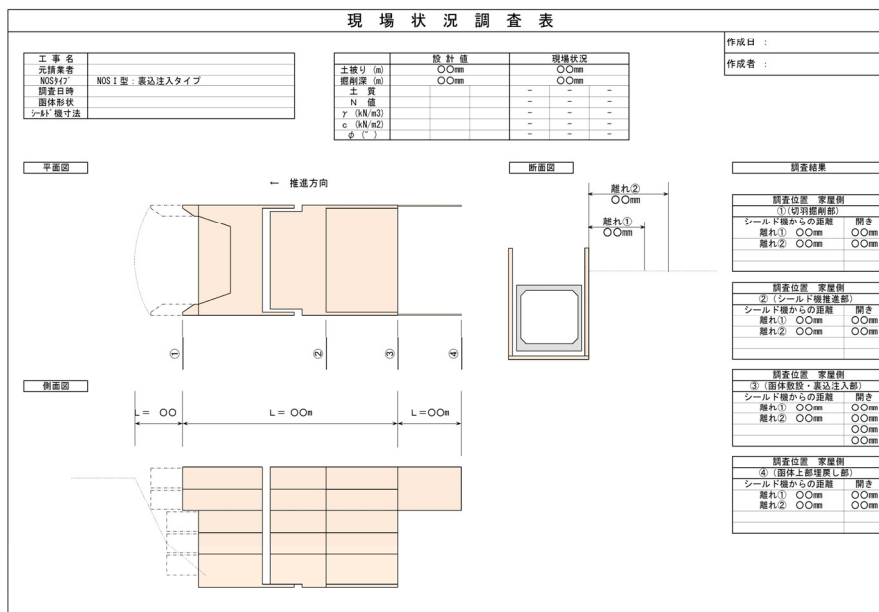 現場状況調査表
作成日 :
作成者 :
工事名
元請業者
NOSﾀｲﾌﾟ NOSⅠ型:裏込注入タイプ
調査日時
函体形状
ｼｰﾙﾄﾞ機寸法
設計値 現場状況
土被り (m) 〇〇mm 〇〇mm
掘削深 (m) 〇〇mm 〇〇mm
土質 - - -
N値 - - -
γ (kN/m3) - - -
c (kN/m2) - - -
φ (°) - - -
平面図
← 推進方向
① ② ③ ④
断面図
離れ②
〇〇mm
離れ①
〇〇mm
側面図
L= 〇〇 L=〇〇m L=〇〇m
調査結果
調査位置 家屋側
①(切羽掘削部)
シールド機からの距離 開き
離れ① 〇〇mm 〇〇mm
離れ② 〇〇mm 〇〇mm
調査位置 家屋側
②(シールド機推進部)
シールド機からの距離 開き
離れ① 〇〇mm 〇〇mm
離れ② 〇〇mm 〇〇mm
調査位置 家屋側
③(函体敷設・裏込注入部)
シールド機からの距離 開き
離れ① 〇〇mm 〇〇mm
離れ② 〇〇mm 〇〇mm
〇〇mm
〇〇mm
調査位置 家屋側
④(函体上部埋戻し部)
シールド機からの距離 開き
離れ① 〇〇mm 〇〇mm
離れ② 〇〇mm 〇〇mm